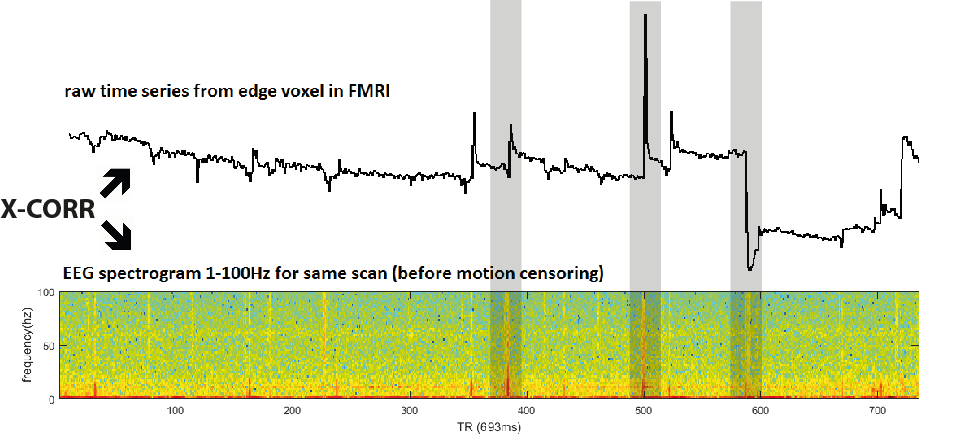 raw time series from edge voxel in FMRI
X-CORR
EEG spectrogram 1-100Hz for same scan (before motion censoring)
frequency(hz)
100
50
0
100 200 300 400 500 600 700
TR (693ms)